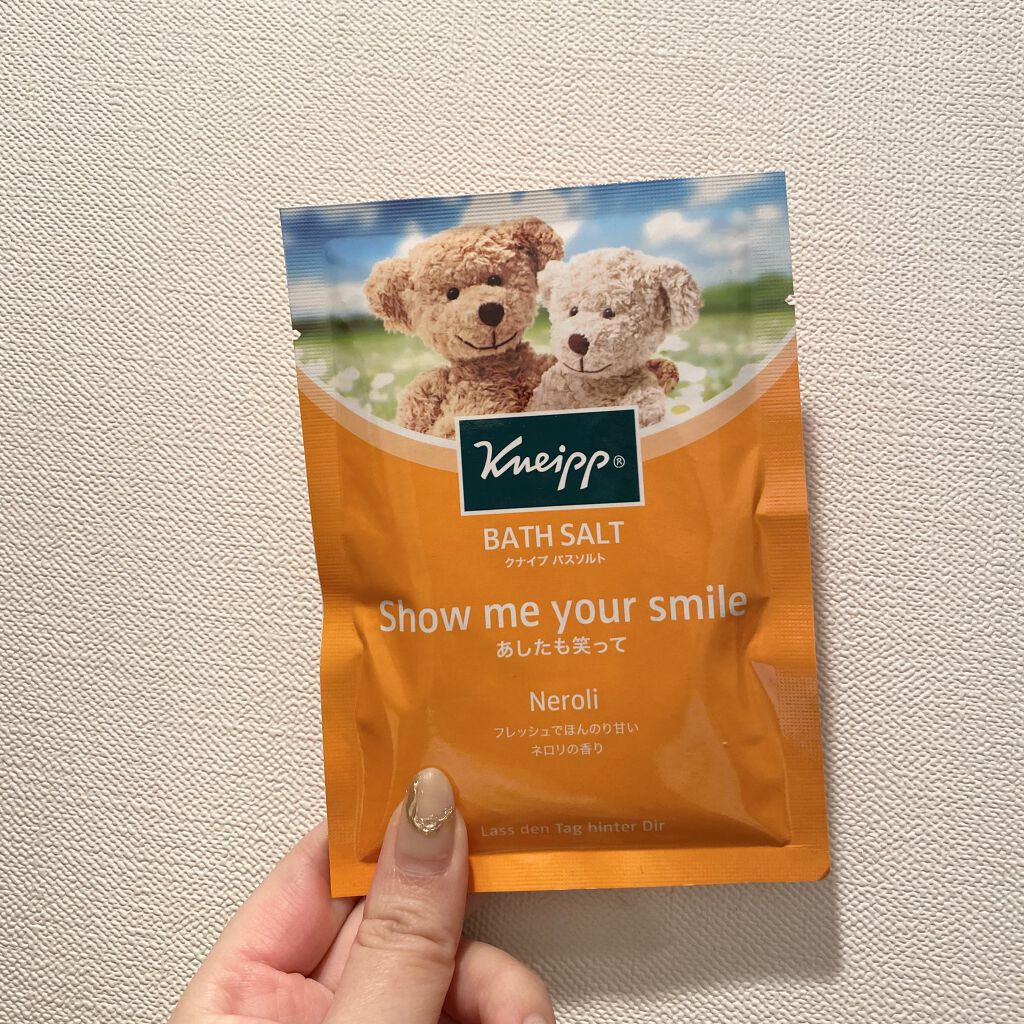 Kneipp®
BATH SALT
クナイプ バスソルト
Show me your smile
あしたも笑って
Neroli
フレッシュでほんのり甘い
ネロリの香り
Lass den Tag hinter Dir